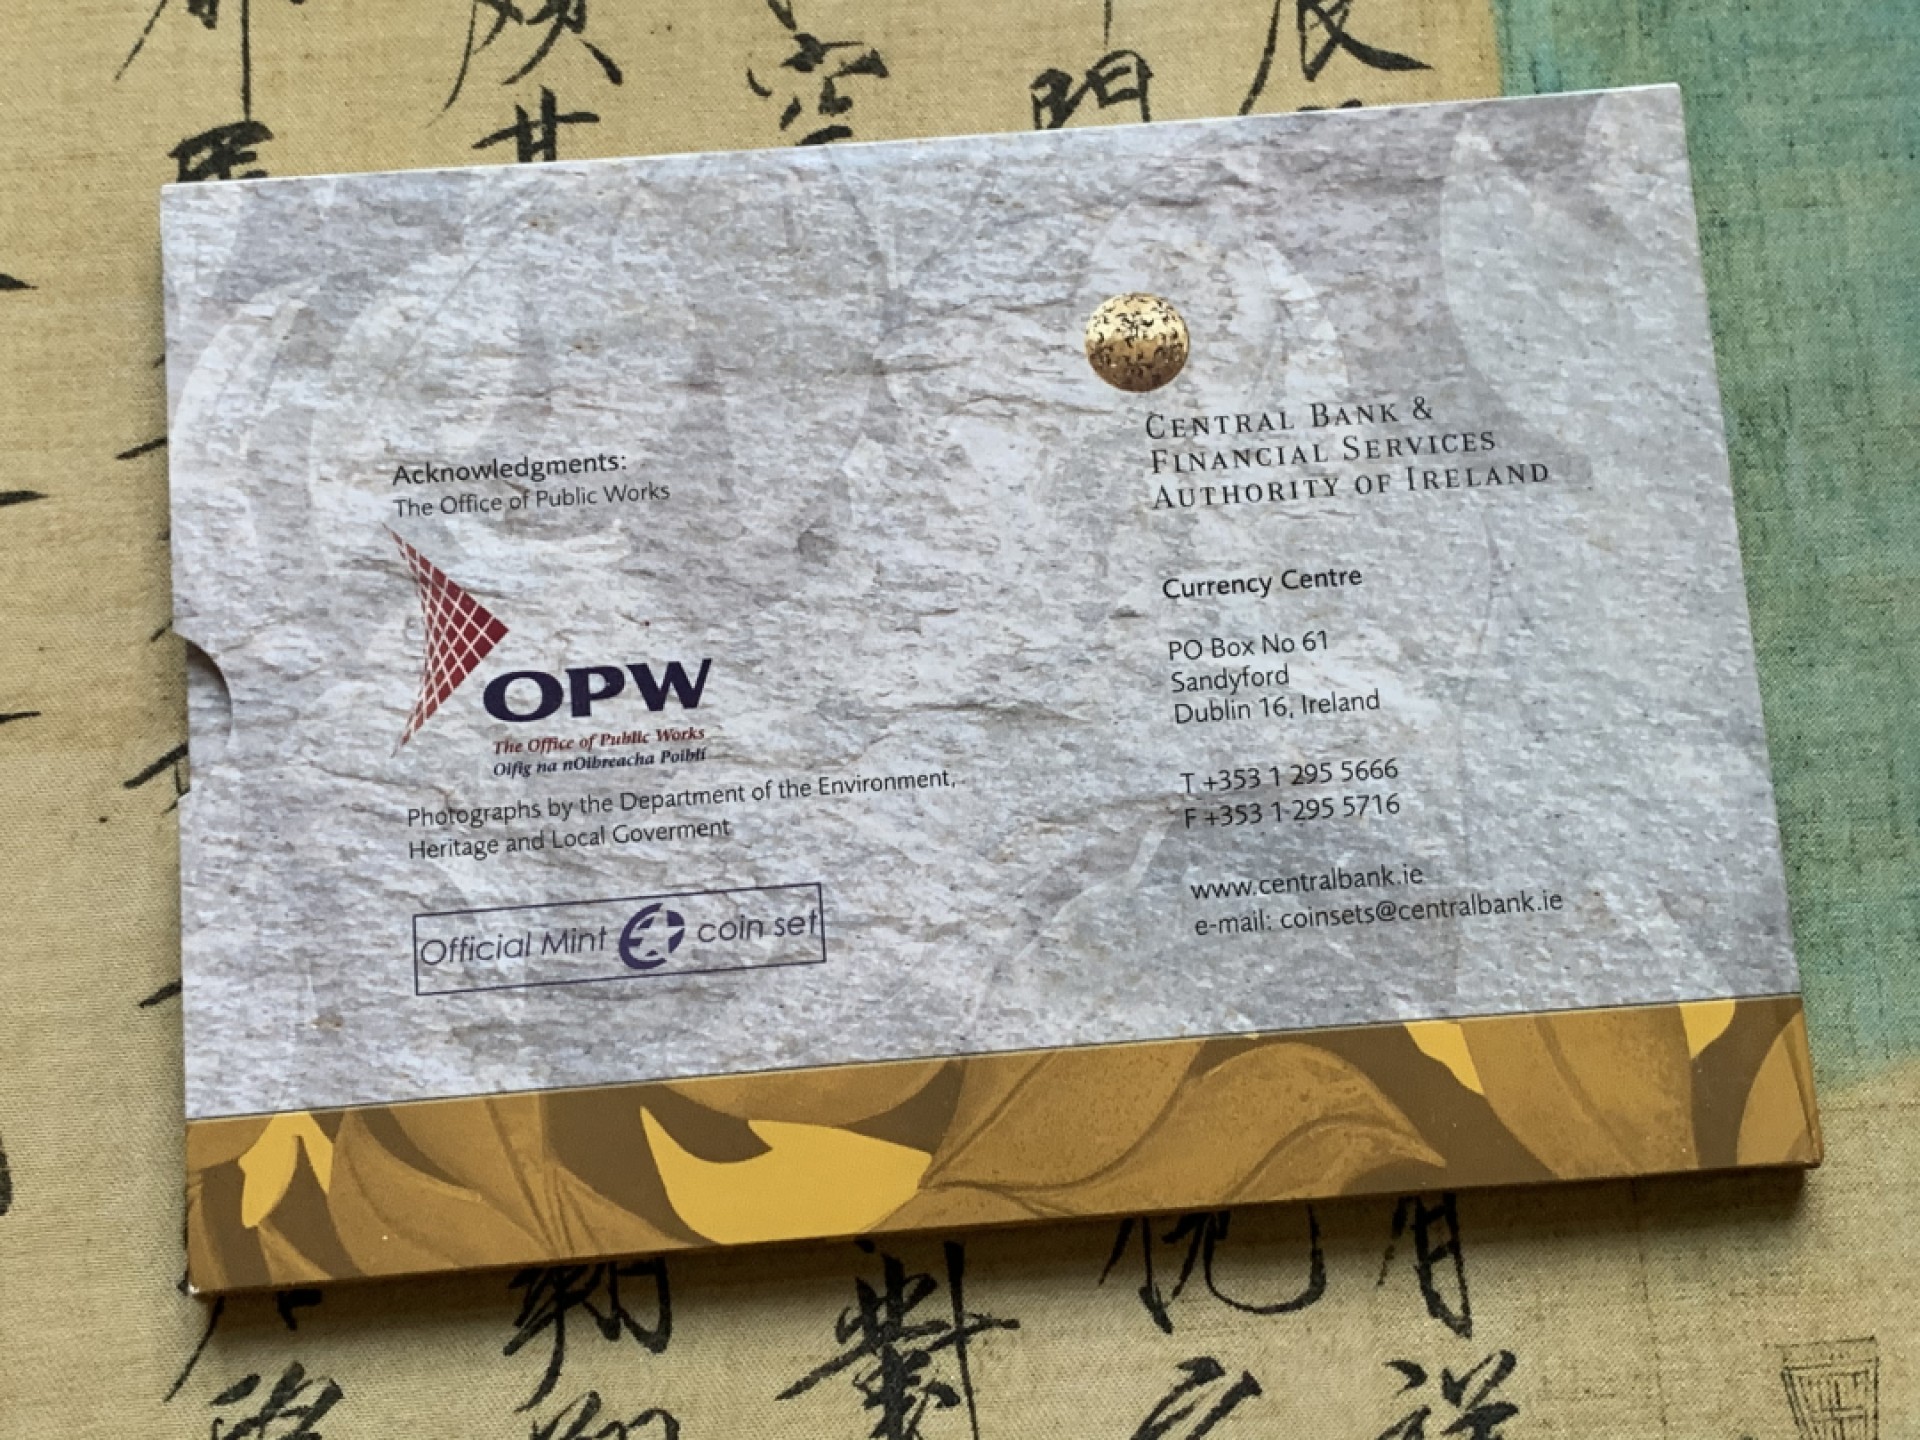 Acknowledgments:
The Office of Public Works
OPW
The Office of Public Works
Oifig na nOibreacha Poiblí
Photographs by the Department of the Environment,
Heritage and Local Goverment
Official Mint coin set
CENTRAL BANK &
FINANCIAL SERVICES
AUTHORITY OF IRELAND
Currency Centre
PO Box No 61
Sandyford
Dublin 16, Ireland
T +353 1 295 5666
F +353 1 295 5716
www.centralbank.ie
e-mail: coinsets@centralbank.ie